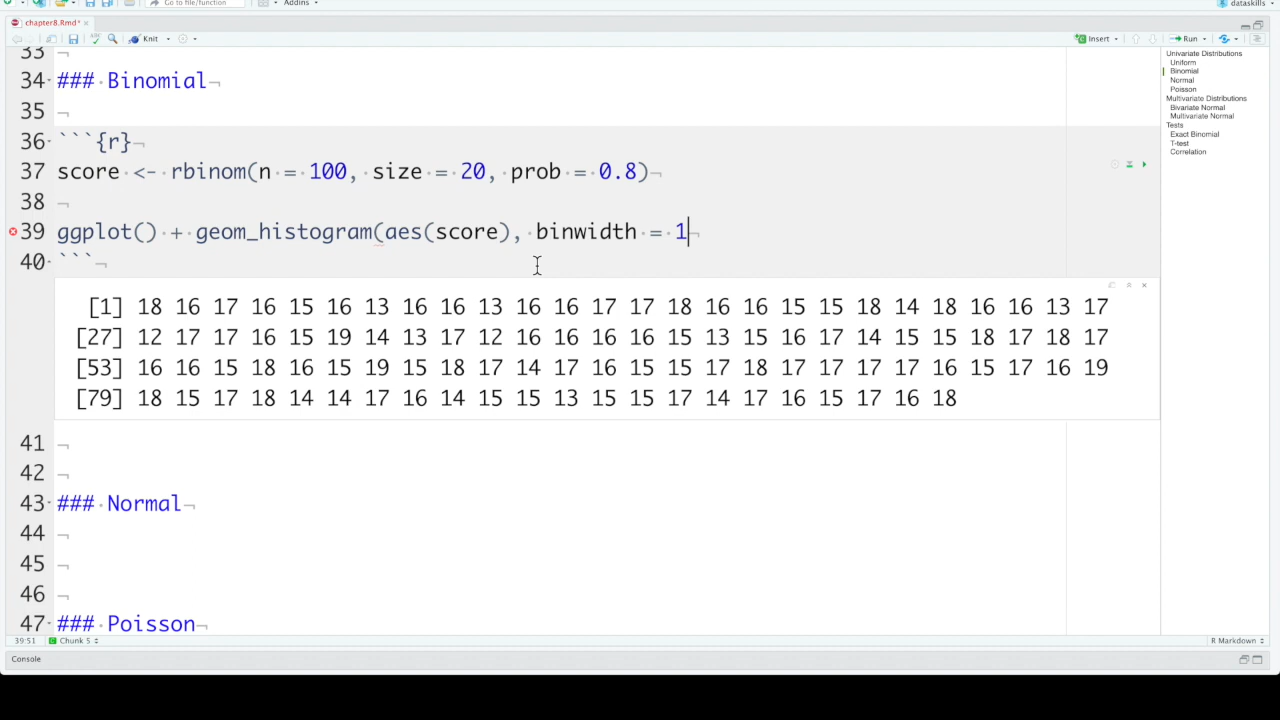 Go to file/function
Addins
dataskills
chapter8.Rmd*
Knit
Insert
Run
33 ¬
34 ### Binomial¬
35 ¬
36 ```{r}¬
37 score <- rbinom(n = 100, size = 20, prob = 0.8)¬
38 ¬
39 ggplot() + geom_histogram(aes(score), binwidth = 1¬
40 ```¬
[1] 18 16 17 16 15 16 13 16 16 13 16 16 17 17 18 16 16 15 15 18 14 18 16 16 13 17
[27] 12 17 17 16 15 19 14 13 17 12 16 16 16 16 15 13 15 16 17 14 15 15 18 17 18 17
[53] 16 16 15 18 16 15 19 15 18 17 14 17 16 15 15 17 18 17 17 17 17 16 15 17 16 19
[79] 18 15 17 18 14 14 17 16 14 15 15 13 15 15 17 14 17 16 15 17 16 18
41 ¬
42 ¬
43 ### Normal¬
44 ¬
45 ¬
46 ¬
47 ### Poisson¬
Univariate Distributions
Uniform
Binomial
Normal
Poisson
Multivariate Distributions
Bivariate Normal
Multivariate Normal
Tests
Exact Binomial
T-test
Correlation
39:51
Chunk 5
R Markdown
Console